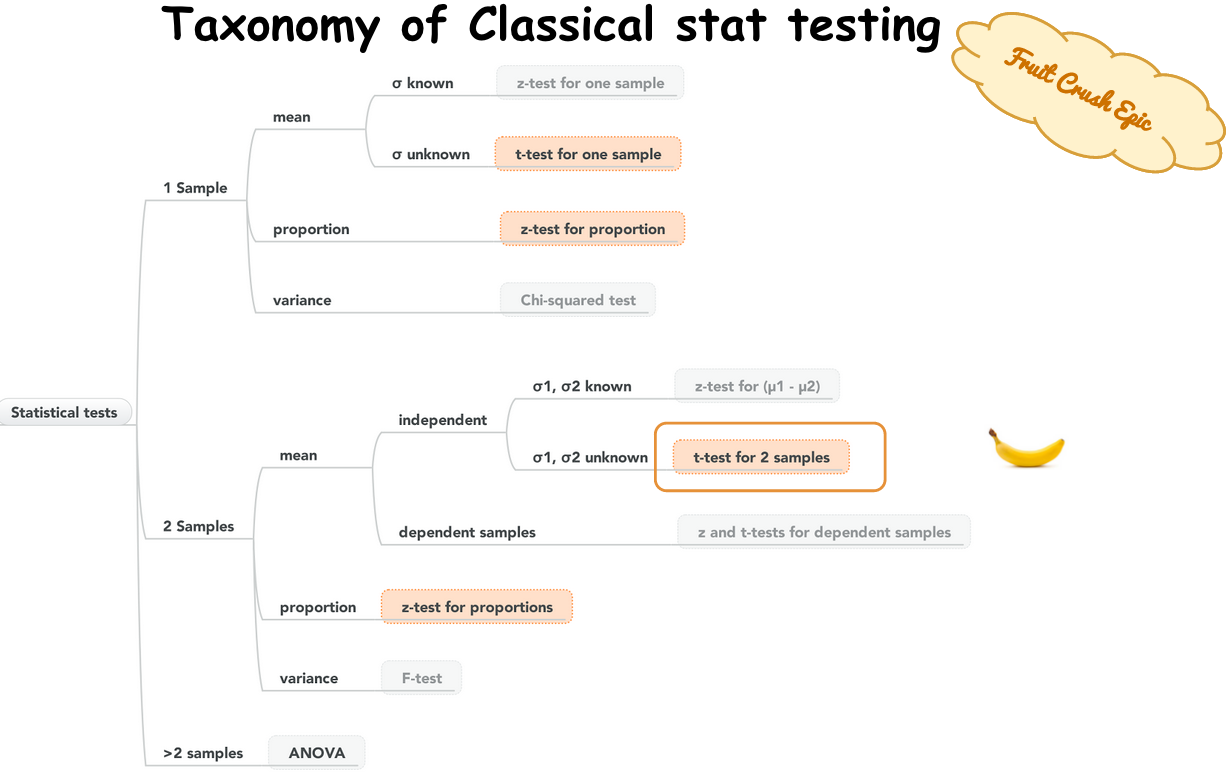 Taxonomy of Classical stat testing
Fruit Crush Epic
σ known
z-test for one sample
mean
σ unknown
t-test for one sample
1 Sample
proportion
z-test for proportion
variance
Chi-squared test
σ1, σ2 known
z-test for (μ1 - μ2)
Statistical tests
independent
mean
σ1, σ2 unknown
t-test for 2 samples
2 Samples
dependent samples
z and t-tests for dependent samples
proportion
z-test for proportions
variance
F-test
>2 samples
ANOVA